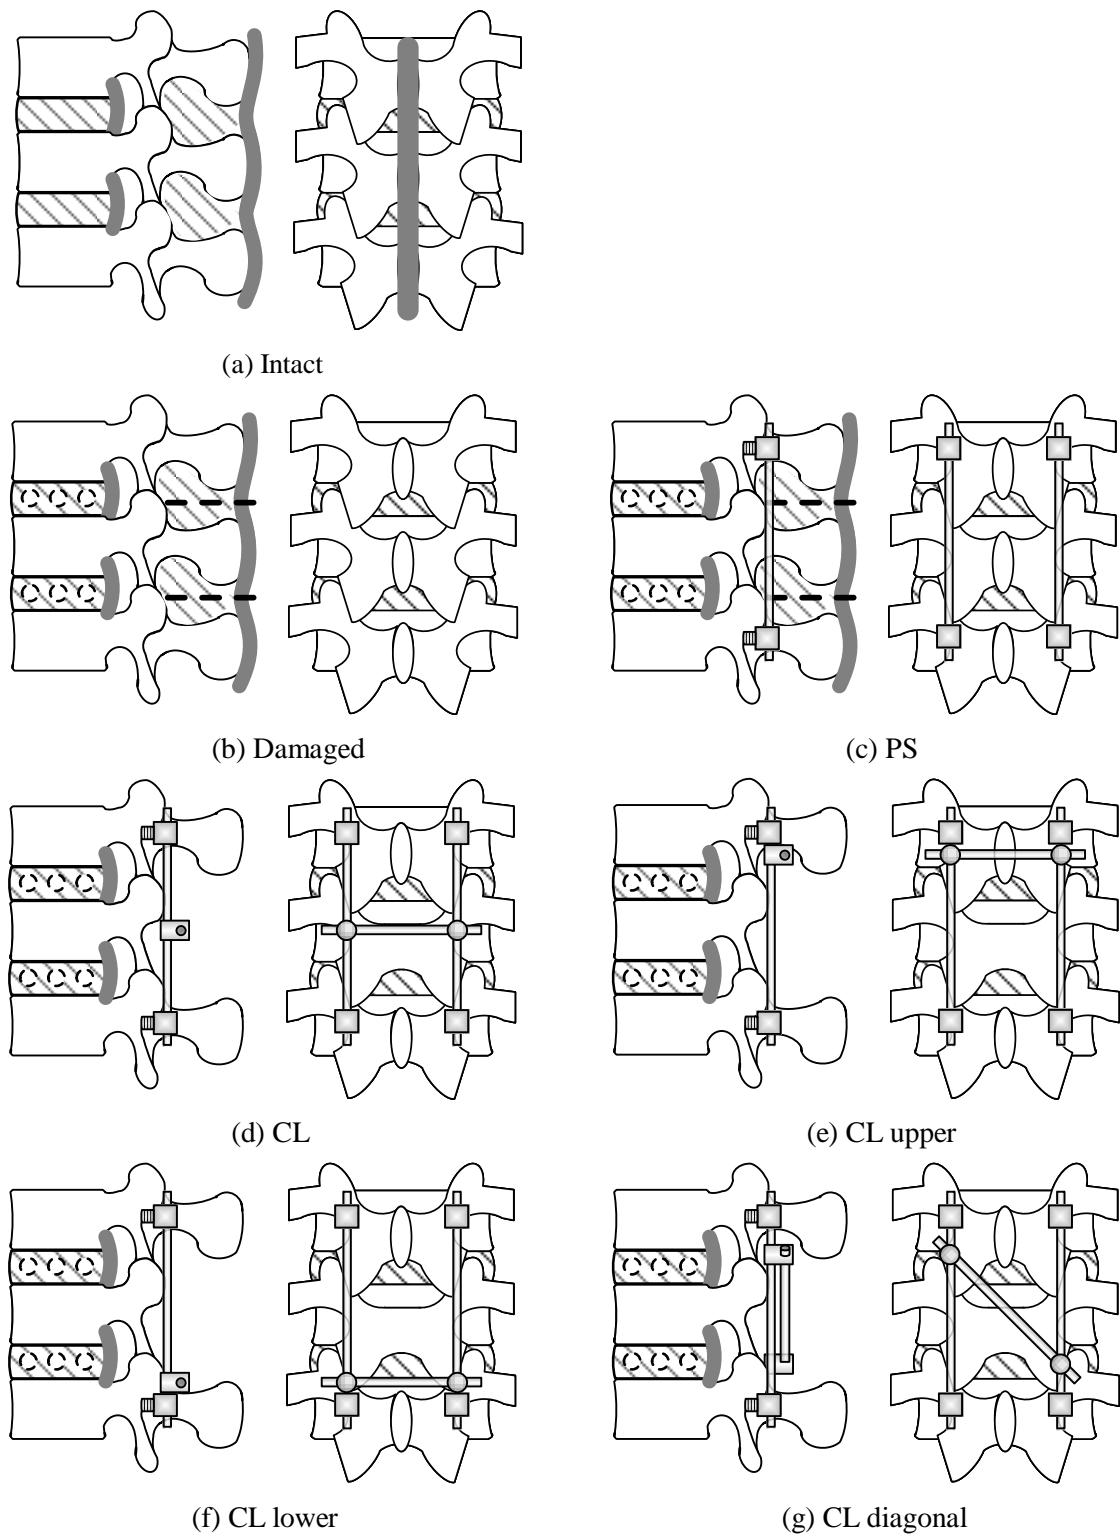 (a) Intact
(b) Damaged
(c) PS
(d) CL
(e) CL upper
(f) CL lower
(g) CL diagonal